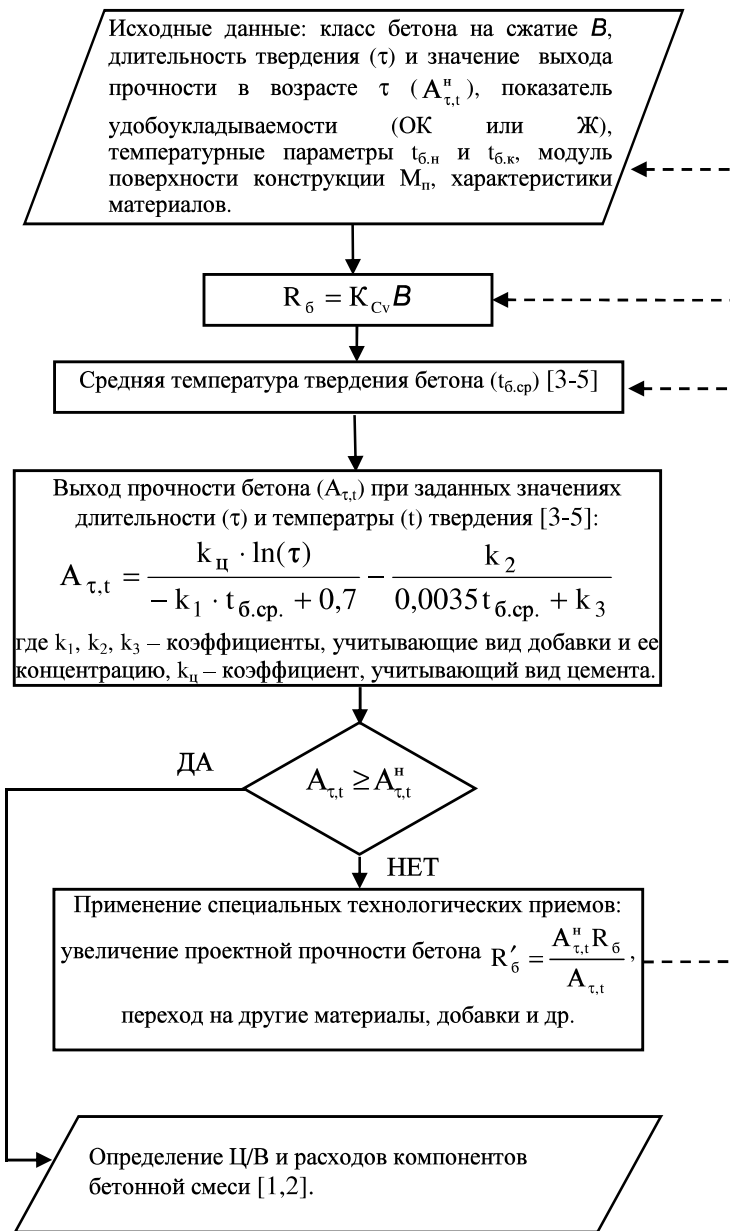 Исходные данные: класс бетона на сжатие B,
длительность твердения (τ) и значение выхода
прочности в возрасте τ (A^н_τ,t), показатель
удобоукладываемости (ОК или Ж),
температурные параметры t_б.н и t_б.к, модуль
поверхности конструкции М_п, характеристики
материалов.
R_б = K_Cv B
Средняя температура твердения бетона (t_б.ср) [3-5]
Выход прочности бетона (A_τ,t) при заданных значениях
длительности (τ) и температры (t) твердения [3-5]:
A_τ,t = (k_ц · ln(τ))/(− k_1 · t_б.ср. + 0,7) − k_2/(0,0035t_б.ср. + k_3)
где k_1, k_2, k_3 – коэффициенты, учитывающие вид добавки и ее
концентрацию, k_ц – коэффициент, учитывающий вид цемента.
ДА
A_τ,t ≥ A^н_τ,t
НЕТ
Применение специальных технологических приемов:
увеличение проектной прочности бетона R′_б = (A^н_τ,t R_б)/A_τ,t ,
переход на другие материалы, добавки и др.
Определение Ц/В и расходов компонентов
бетонной смеси [1,2].